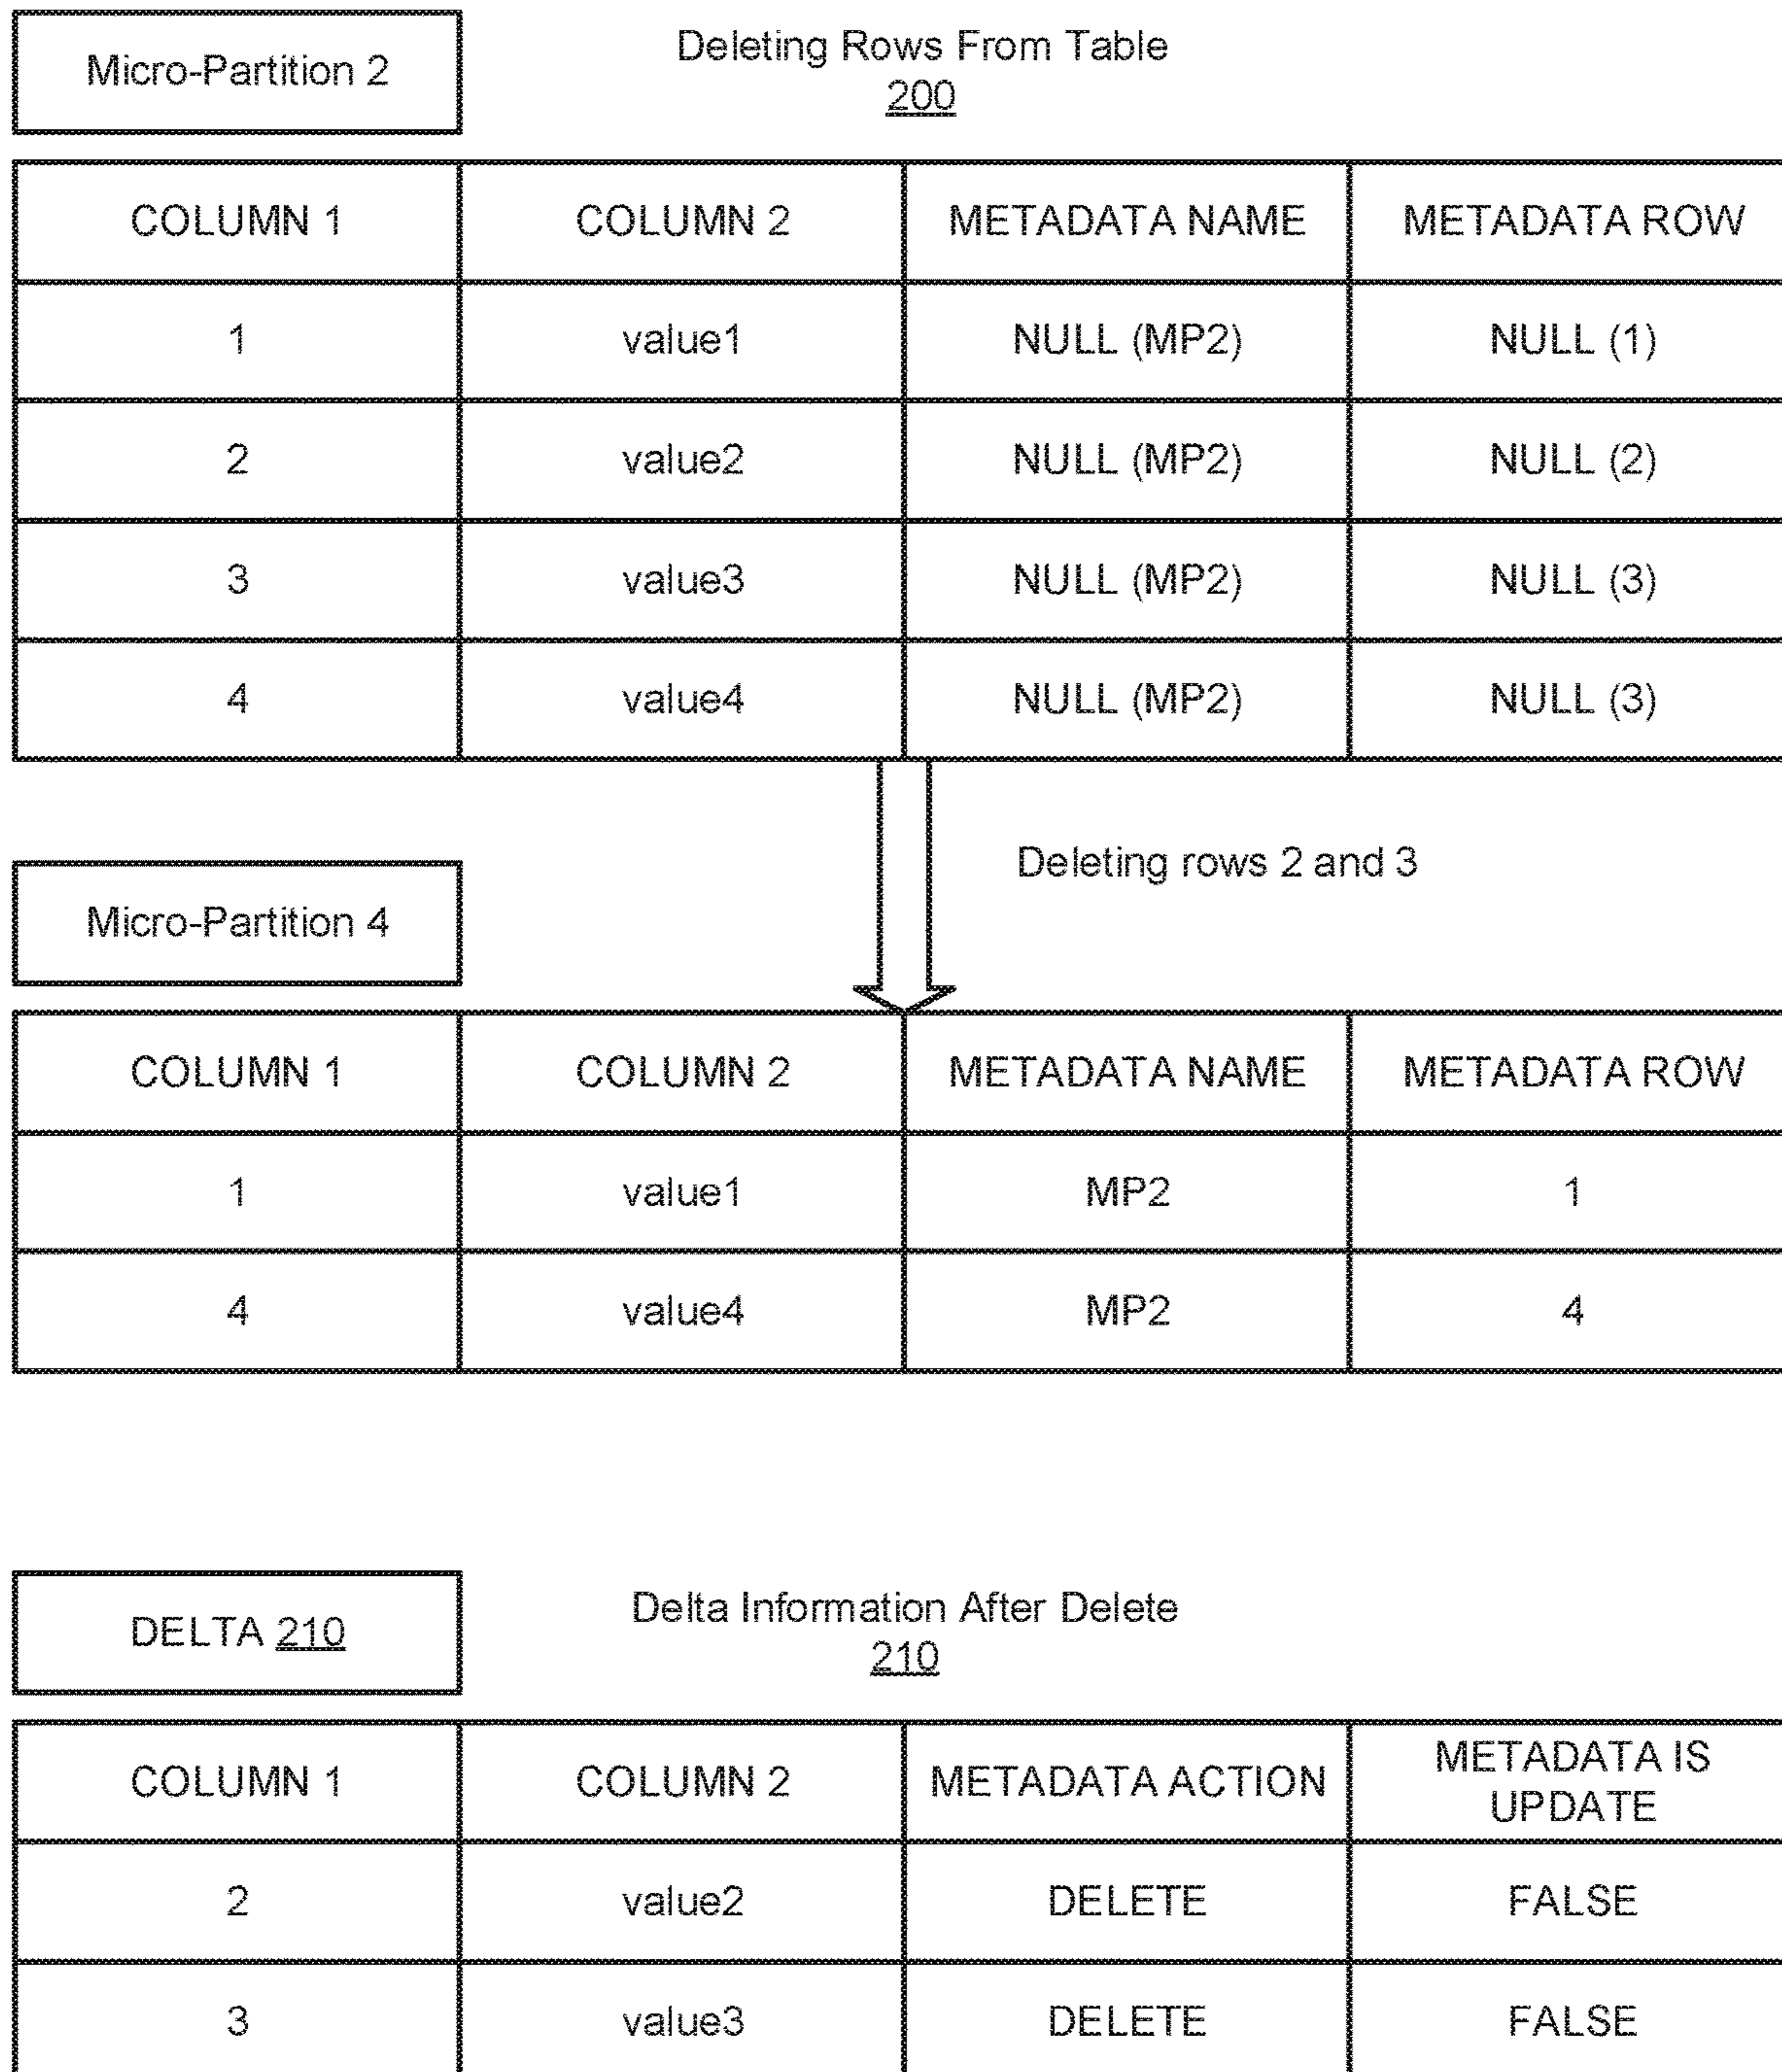 Micro-Partition 2
Deleting Rows From Table
200
COLUMN 1 COLUMN 2 METADATA NAME METADATA ROW
1 value1 NULL (MP2) NULL (1)
2 value2 NULL (MP2) NULL (2)
3 value3 NULL (MP2) NULL (3)
4 value4 NULL (MP2) NULL (3)
Deleting rows 2 and 3
Micro-Partition 4
COLUMN 1 COLUMN 2 METADATA NAME METADATA ROW
1 value1 MP2 1
4 value4 MP2 4
DELTA 210
Delta Information After Delete
210
COLUMN 1 COLUMN 2 METADATA ACTION METADATA IS
UPDATE
2 value2 DELETE FALSE
3 value3 DELETE FALSE